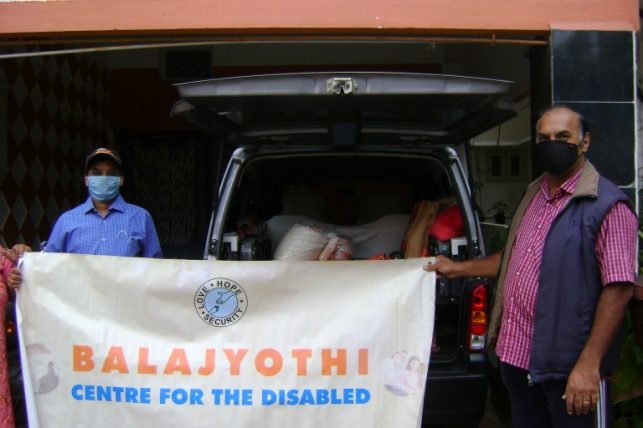 LOVE • HOPE
SECURITY
BALAJYOTHI
CENTRE FOR THE DISABLED